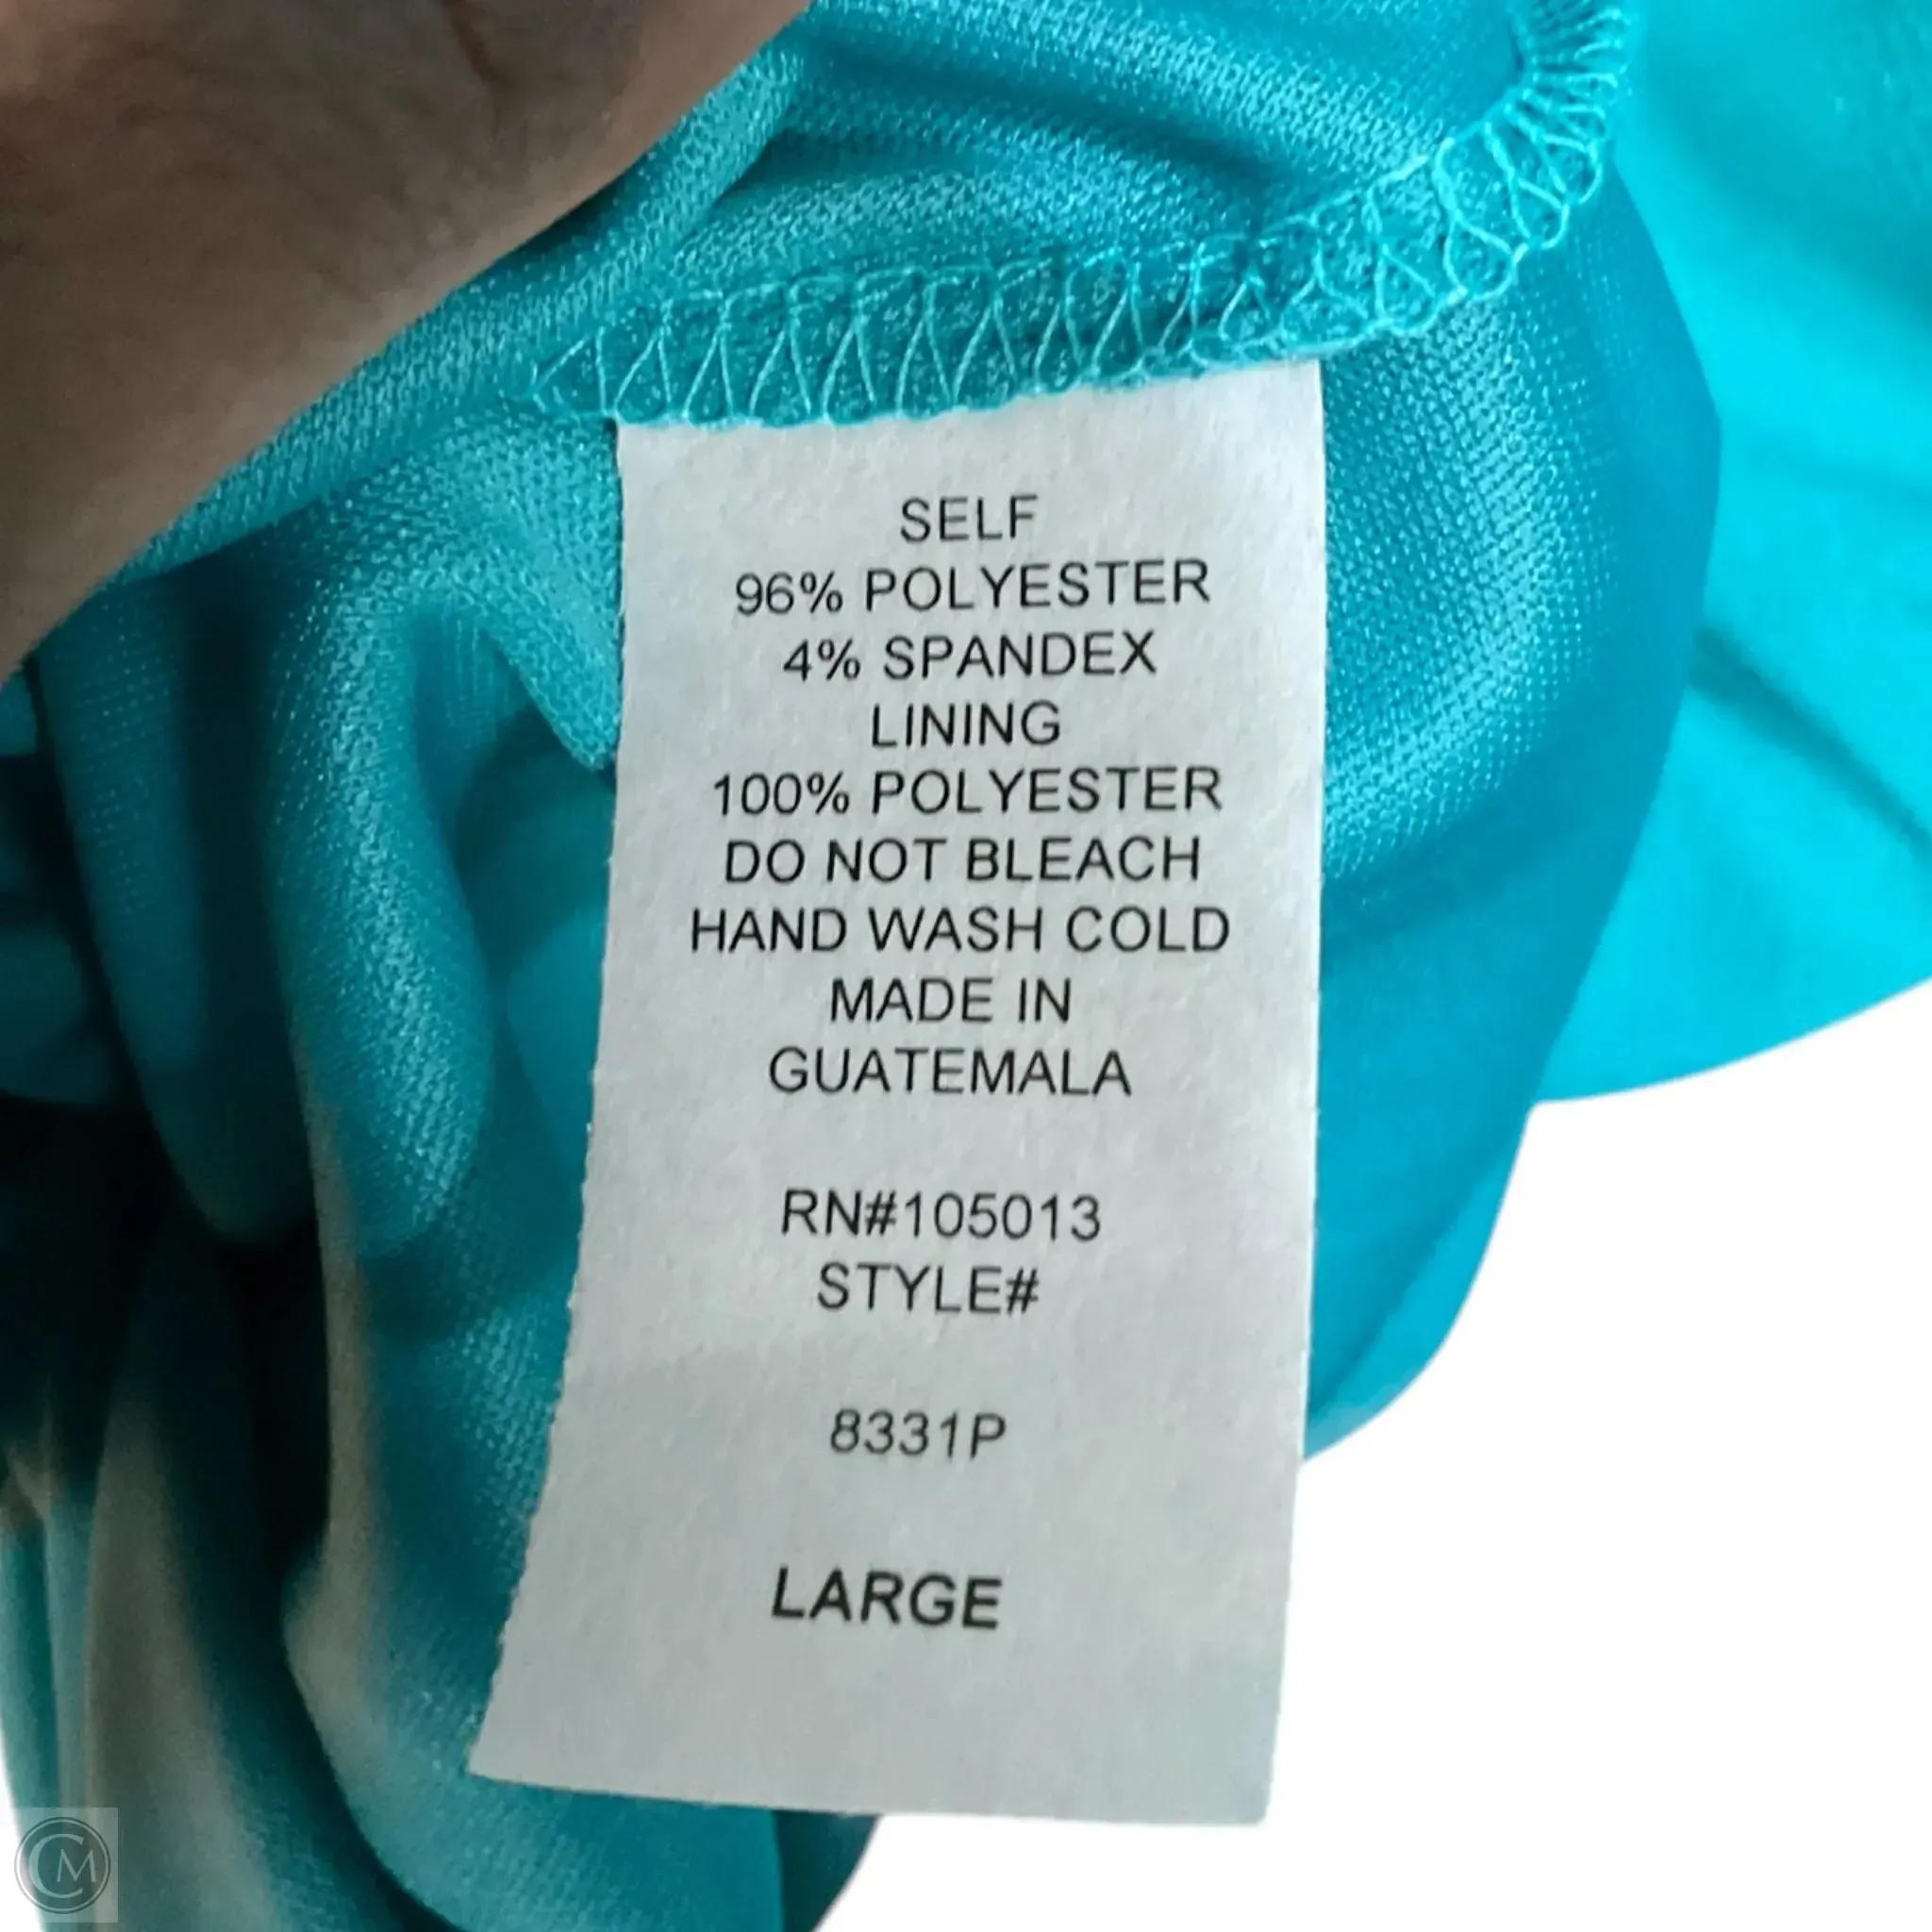 SELF
96% POLYESTER
4% SPANDEX
LINING
100% POLYESTER
DO NOT BLEACH
HAND WASH COLD
MADE IN
GUATEMALA
RN#105013
STYLE#
8331P
LARGE
CM